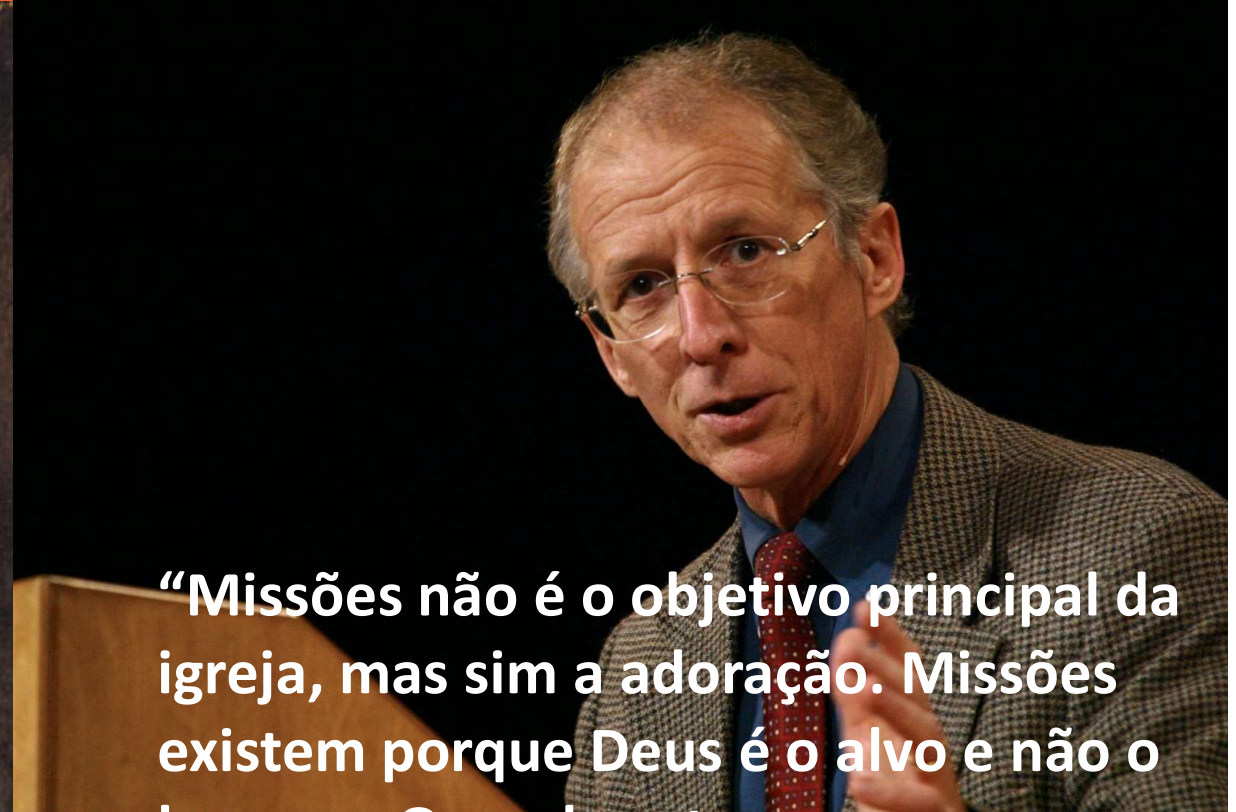 “Missões não é o objetivo principal da
igreja, mas sim a adoração. Missões
existem porque Deus é o alvo e não o